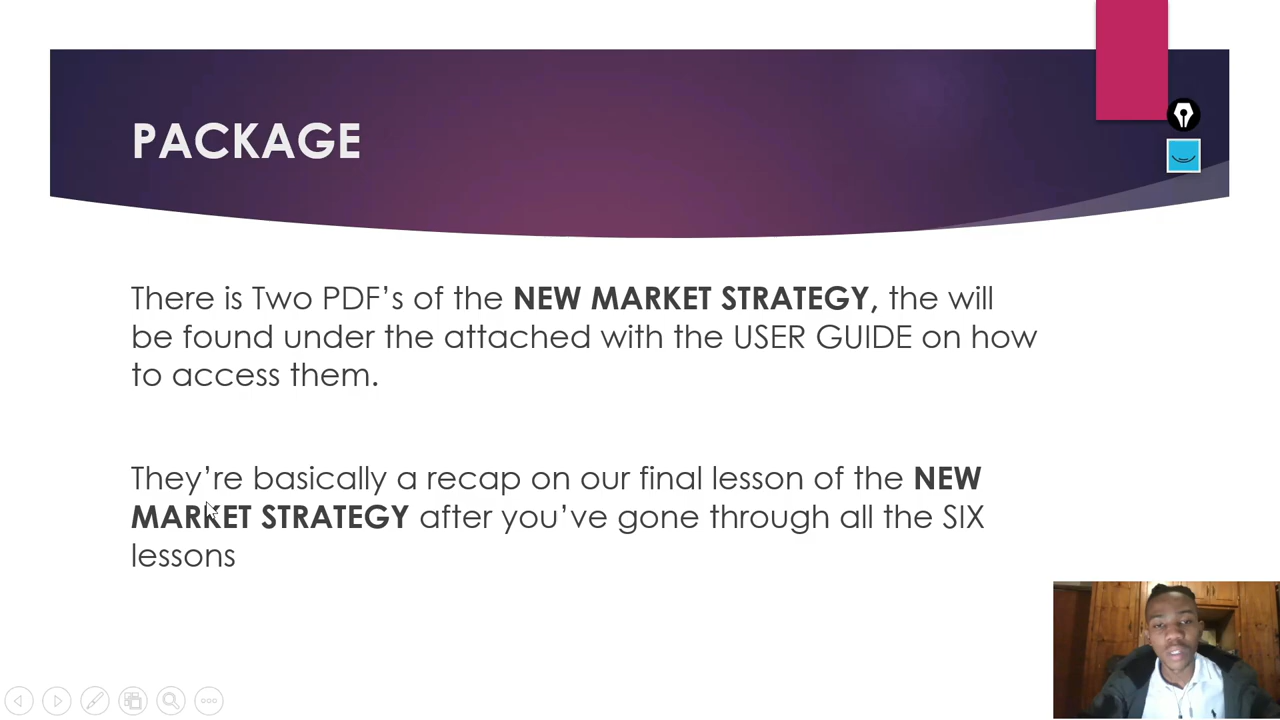 PACKAGE
There is Two PDF’s of the NEW MARKET STRATEGY, the will
be found under the attached with the USER GUIDE on how
to access them.
They’re basically a recap on our final lesson of the NEW
MARKET STRATEGY after you’ve gone through all the SIX
lessons